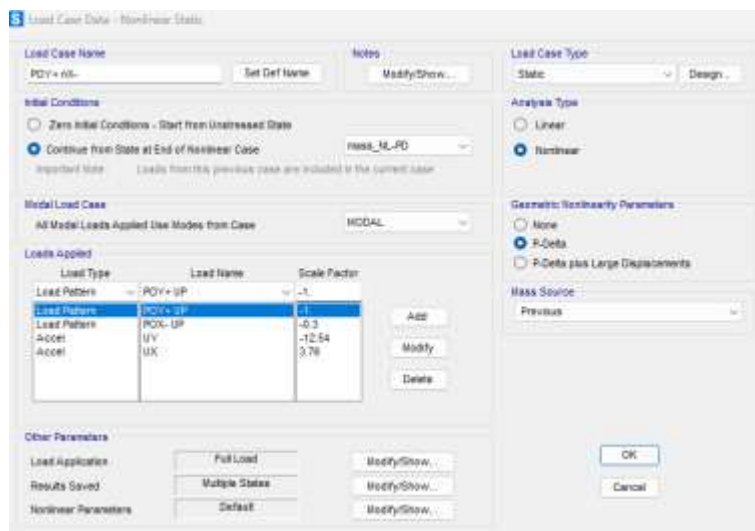 S Load Case Data - Nonlinear Static
Load Case Name
Set Def Name
Notes
Modify/Show...
Load Case Type
Static
Design...
Initial Conditions
Zero Initial Conditions - Start from Unstressed State
Continue from State at End of Nonlinear Case
mass_NL-PD
Important Note: Loads from this previous case are included in the current case
Analysis Type
Linear
Nonlinear
Modal Load Case
All Modal Loads Applied Use Modes from Case
MODAL
Geometric Nonlinearity Parameters
None
P-Delta
P-Delta plus Large Displacements
Loads Applied
Load Type Load Name Scale Factor
Load Pattern POY+ UP -1.
Load Pattern POY+ UP -1.
Load Pattern POX- UP -0.3
Accel UY -12.54
Accel UX 3.76
Add
Modify
Delete
Mass Source
Previous
Other Parameters
Load Application Full Load Modify/Show...
Results Saved Multiple States Modify/Show...
Nonlinear Parameters Default Modify/Show...
OK
Cancel